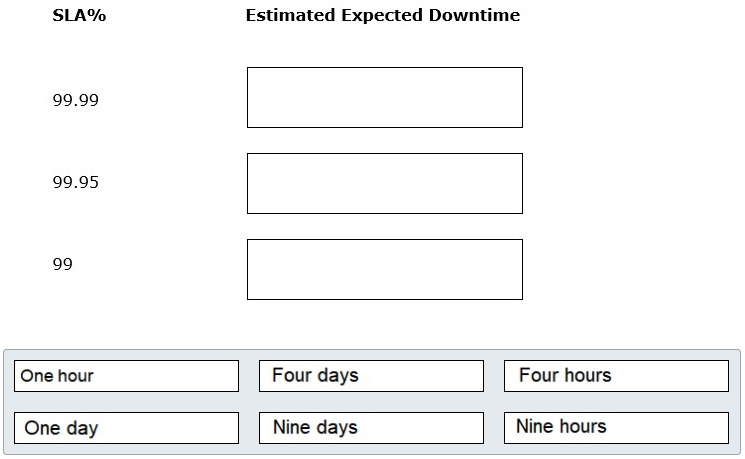 SLA% Estimated Expected Downtime
99.99
99.95
99
One hour Four days Four hours
One day Nine days Nine hours